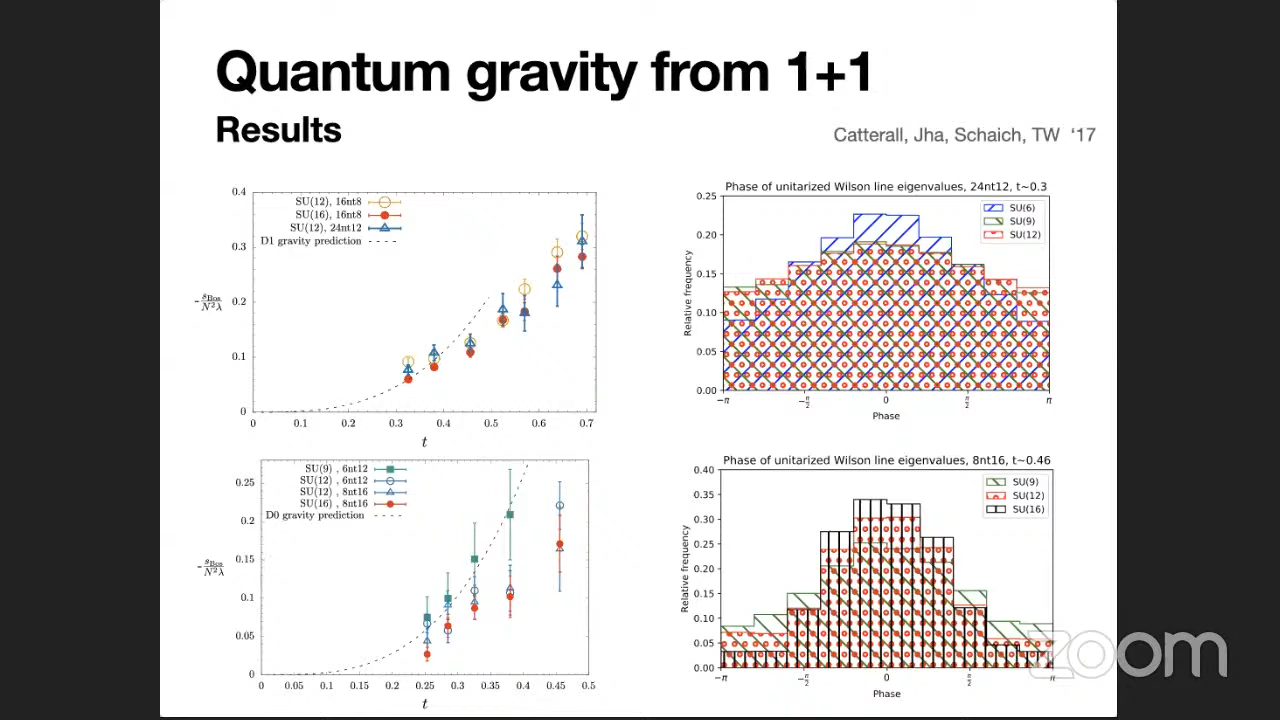 Quantum gravity from 1+1
Results
Catterall, Jha, Schaich, TW ‘17
0.4
0.3
0.2
0.1
0
SU(12), 16nt8
SU(16), 16nt8
SU(12), 24nt12
D1 gravity prediction
- s_Bos / N²λ
0 0.1 0.2 0.3 0.4 0.5 0.6 0.7
t
Phase of unitarized Wilson line eigenvalues, 24nt12, t~0.3
0.25
0.20
0.15
0.10
0.05
0.00
Relative frequency
SU(6)
SU(9)
SU(12)
−π −π/2 0 π/2 π
Phase
0.25
0.2
0.15
0.1
0.05
0
SU(9) , 6nt12
SU(12) , 6nt12
SU(12) , 8nt16
SU(16) , 8nt16
D0 gravity prediction
- s_Bos / N²λ
0 0.05 0.1 0.15 0.2 0.25 0.3 0.35 0.4 0.45 0.5
t
Phase of unitarized Wilson line eigenvalues, 8nt16, t~0.46
0.40
0.35
0.30
0.25
0.20
0.15
0.10
0.05
0.00
Relative frequency
SU(9)
SU(12)
SU(16)
−π −π/2 0 π/2 π
Phase
zoom